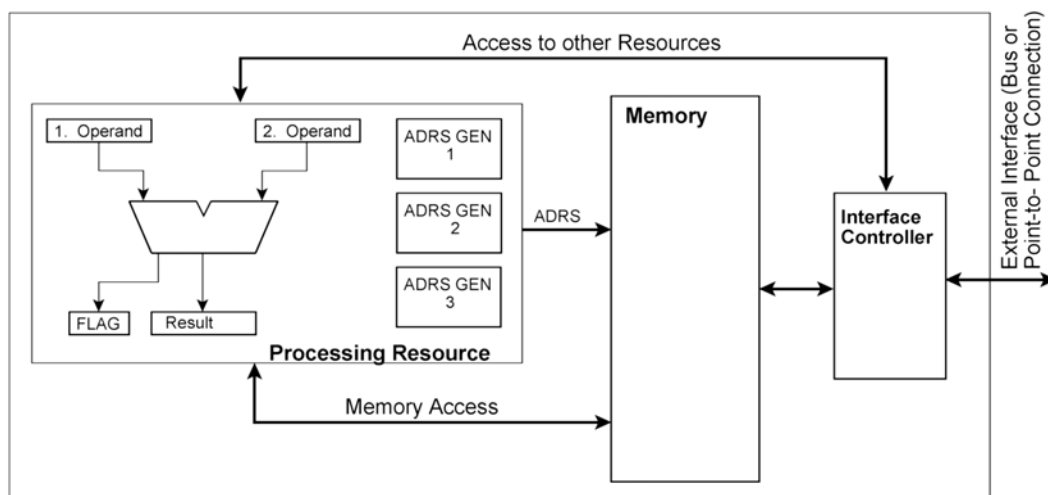 Access to other Resources
1. Operand
2. Operand
ADRS GEN
1
ADRS GEN
2
ADRS GEN
3
FLAG
Result
Processing Resource
ADRS
Memory Access
Memory
Interface
Controller
External Interface (Bus or
Point-to- Point Connection)